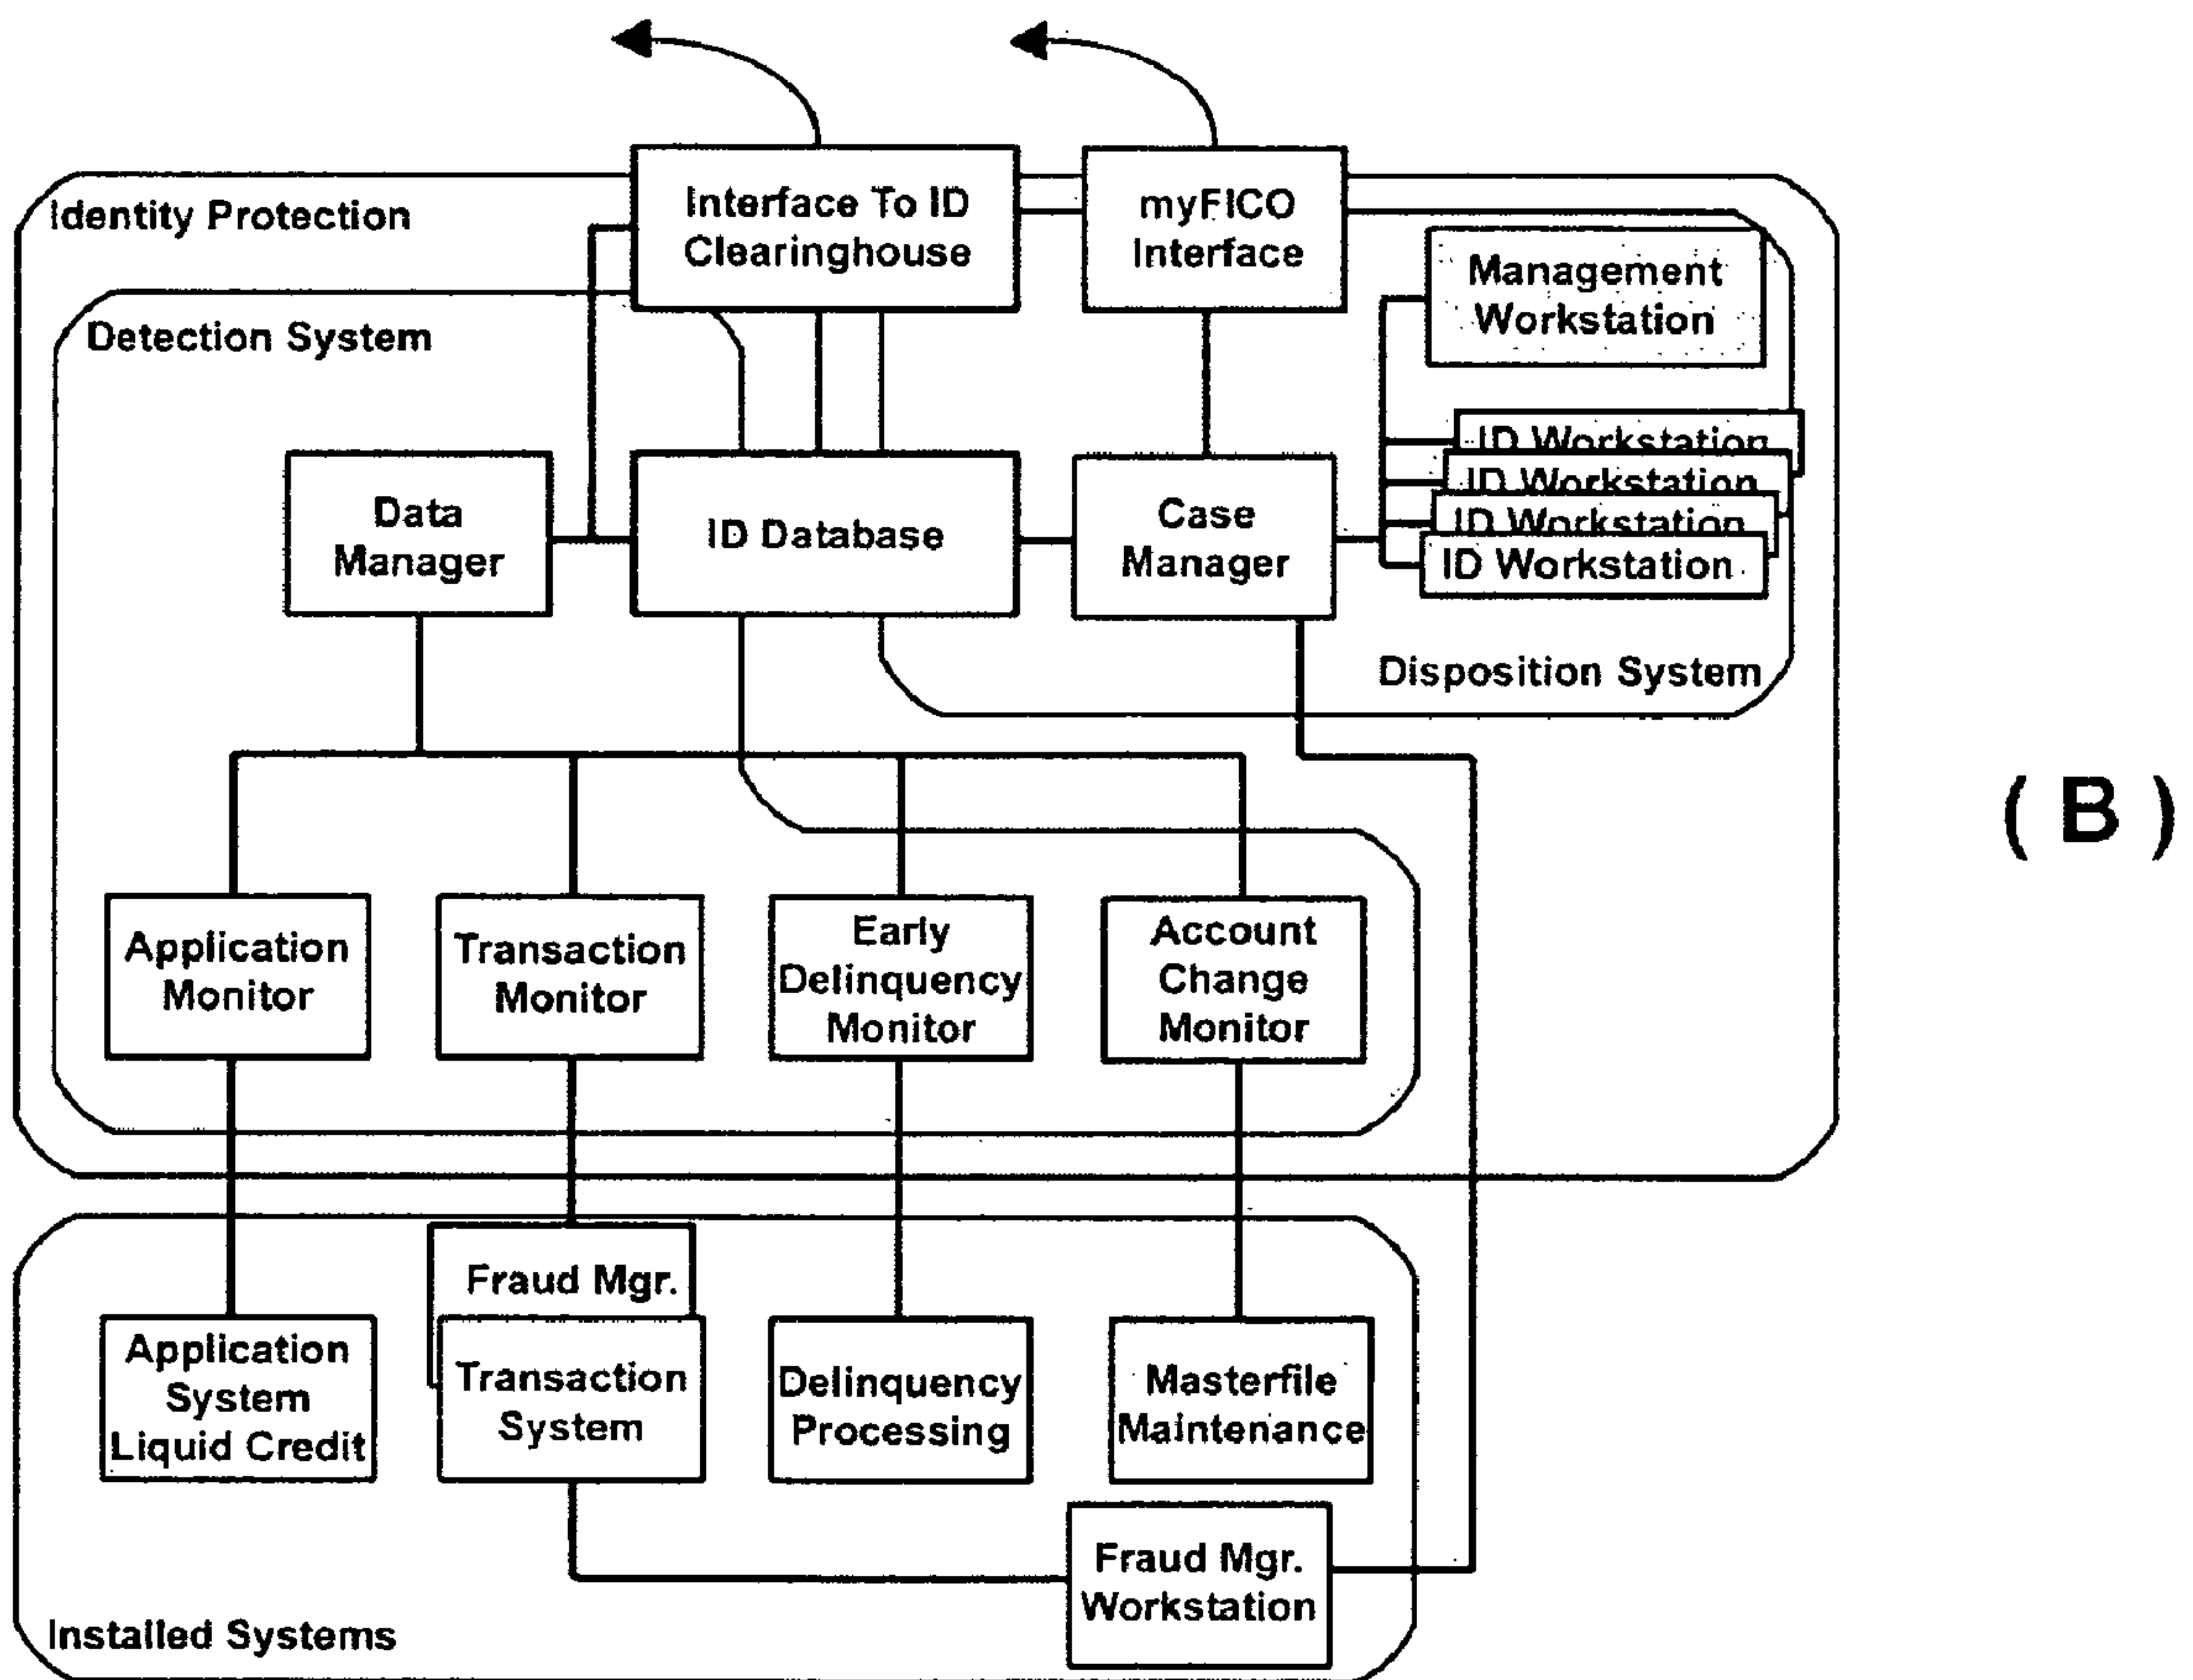 Identity Protection
Interface To ID
Clearinghouse
myFICO
Interface
Management
Workstation
Detection System
ID Workstation
ID Workstation
ID Workstation
ID Workstation
Data
Manager
ID Database
Case
Manager
Disposition System
( B )
Application
Monitor
Transaction
Monitor
Early
Delinquency
Monitor
Account
Change
Monitor
Fraud Mgr.
Application
System
Liquid Credit
Transaction
System
Delinquency
Processing
Masterfile
Maintenance
Fraud Mgr.
Workstation
Installed Systems